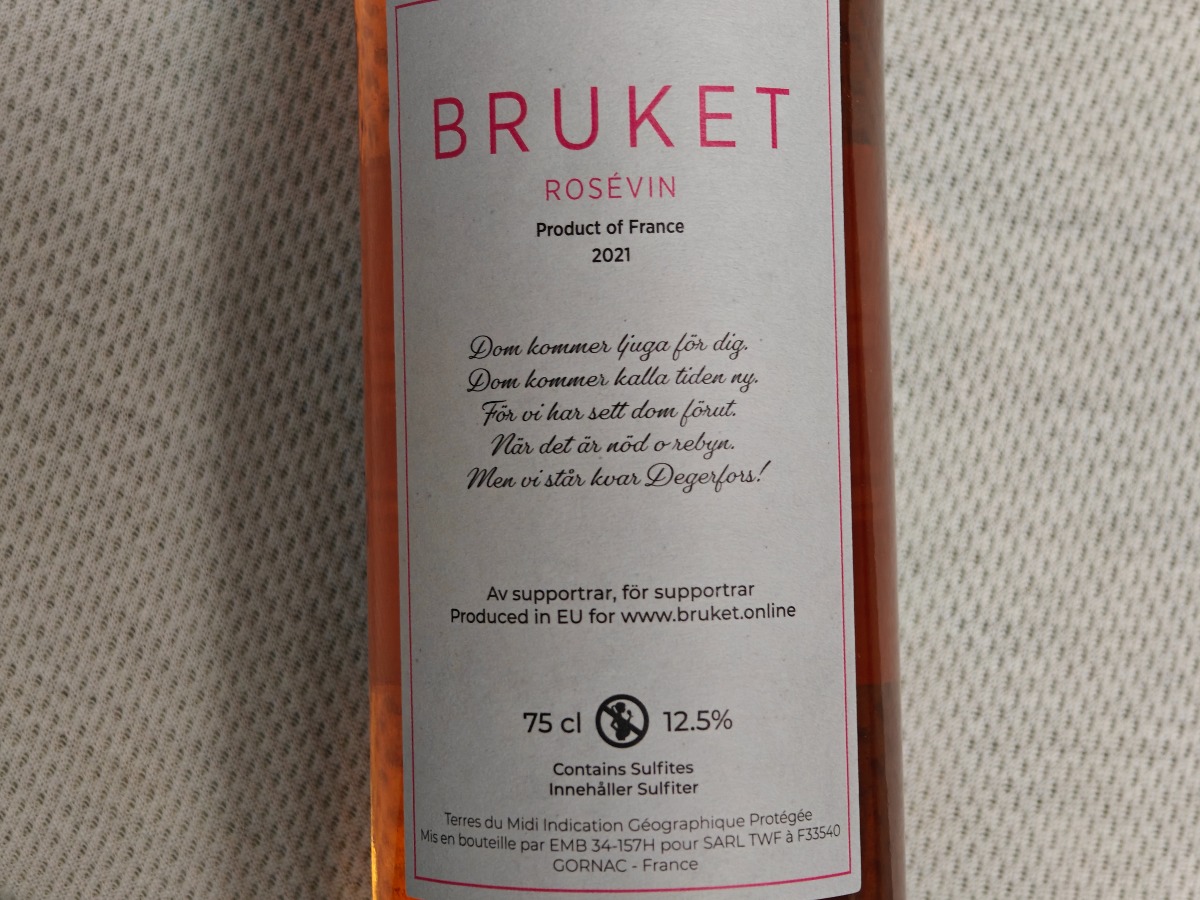 BRUKET
ROSÉVIN
Product of France
2021
Dom kommer ljuga för dig.
Dom kommer kalla tiden ny.
För vi har sett dom förut.
När det är nöd o rebyn.
Men vi står kvar Degerfors!
Av supportrar, för supportrar
Produced in EU for www.bruket.online
75 cl 12.5%
Contains Sulfites
Innehåller Sulfiter
Terres du Midi Indication Géographique Protégée
Mis en bouteille par EMB 34-157H pour SARL TWF à F33540
GORNAC - France